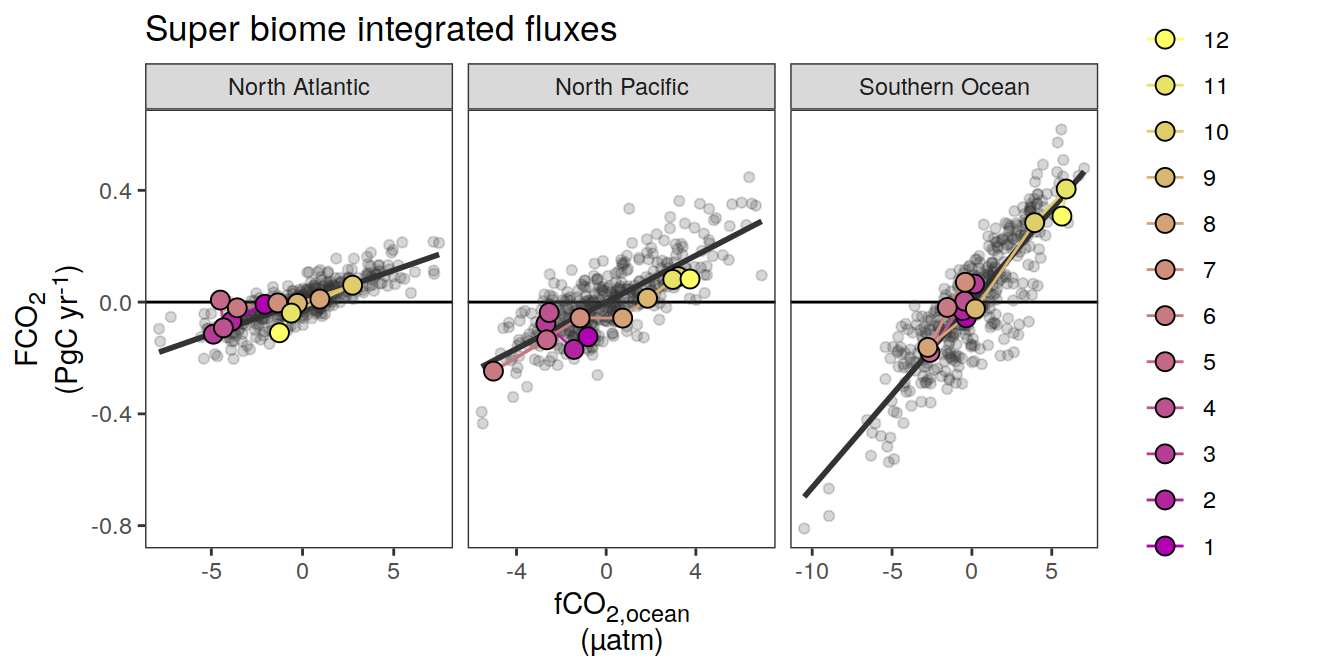 Super biome integrated fluxes
North Atlantic
North Pacific
Southern Ocean
FCO2
(PgC yr-1)
0.4
0.0
-0.4
-0.8
-5 0 5
-4 0 4
-10 -5 0 5
fCO2,ocean
(µatm)
12
11
10
9
8
7
6
5
4
3
2
1